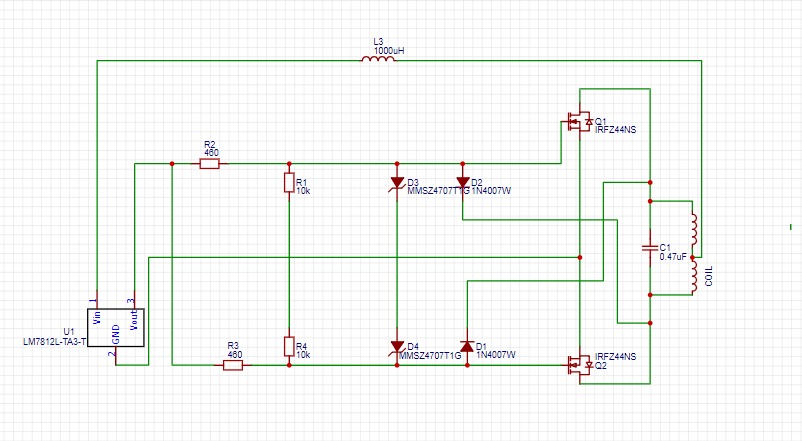 L3
1000uH
Q1
IRFZ44NS
R2
460
R1
10k
D3
MMSZ4707T1G
D2
1N4007W
C1
0.47uF
COIL
1
3
Vin
Vout
GND
2
U1
LM7812L-TA3-T
R3
460
R4
10k
D4
MMSZ4707T1G
D1
1N4007W
IRFZ44NS
Q2